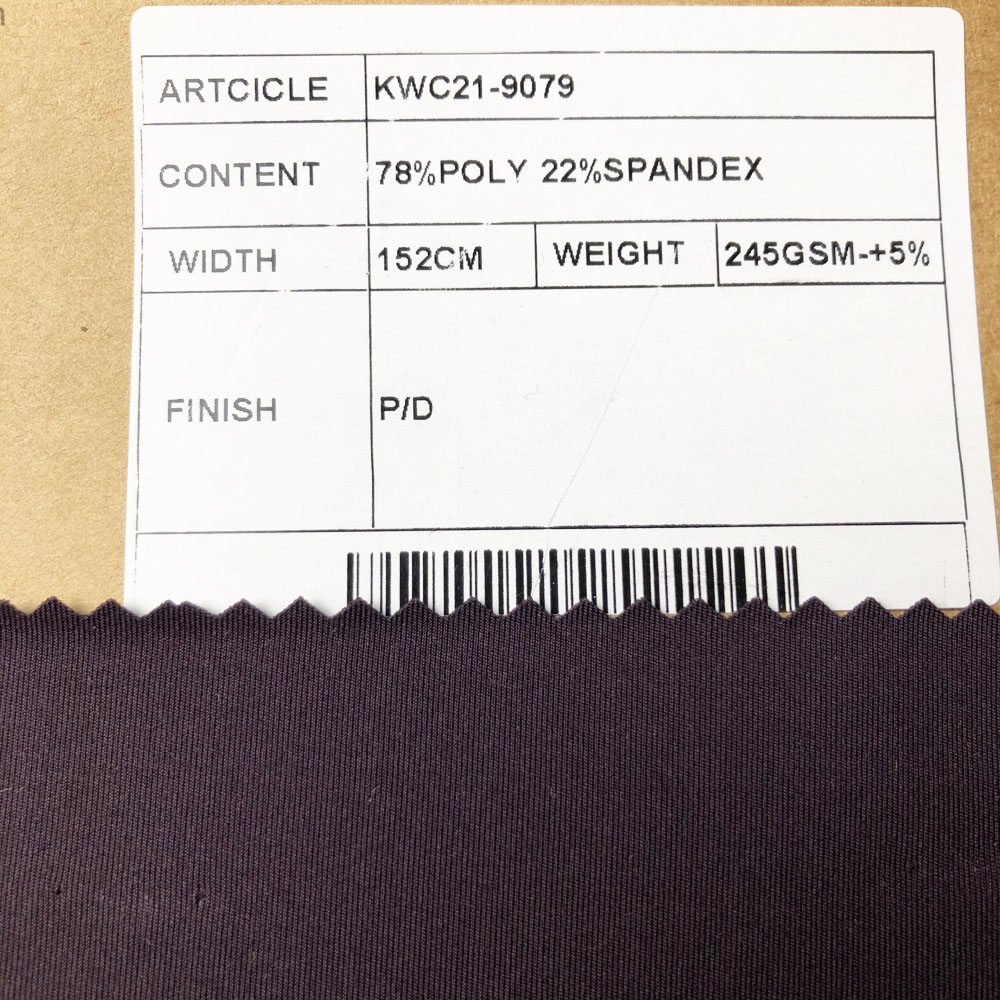 ARTCICLE KWC21-9079
CONTENT 78%POLY 22%SPANDEX
WIDTH 152CM WEIGHT 245GSM-+5%
FINISH P/D